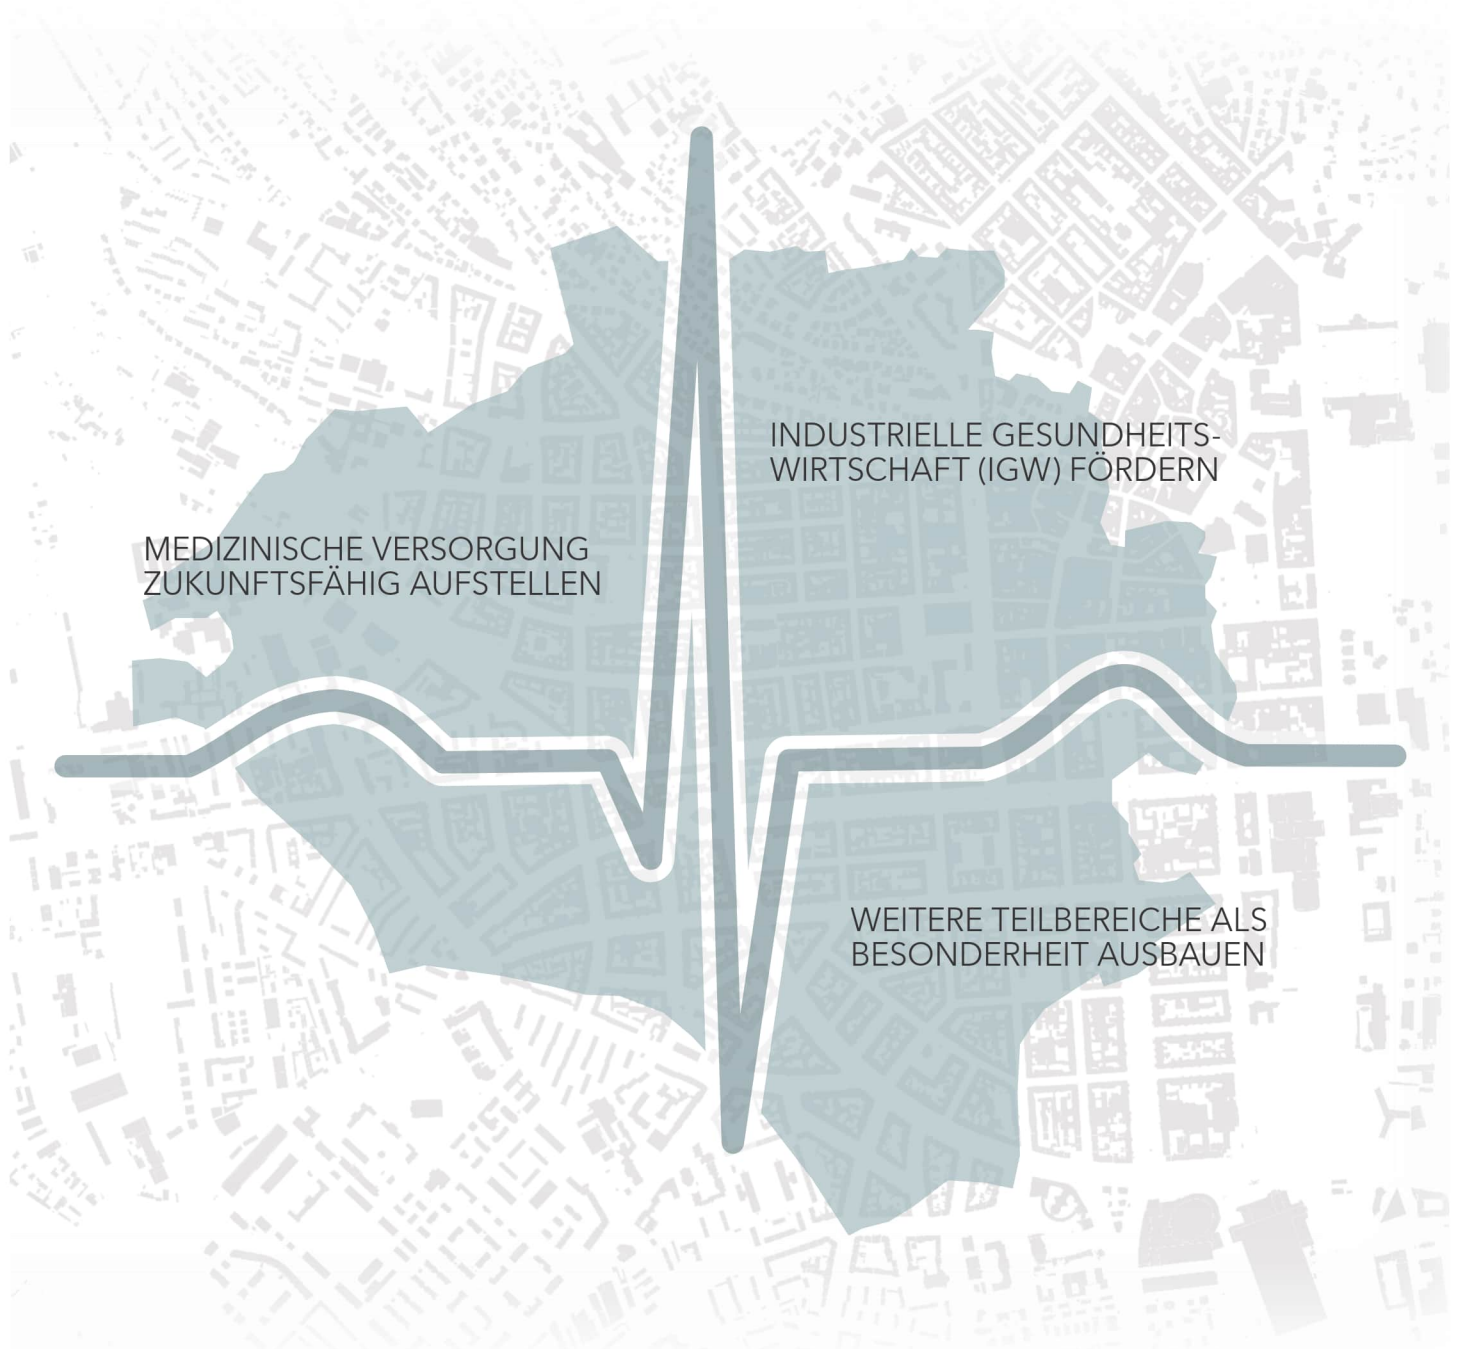 INDUSTRIELLE GESUNDHEITS-
WIRTSCHAFT (IGW) FÖRDERN
MEDIZINISCHE VERSORGUNG
ZUKUNFTSFÄHIG AUFSTELLEN
WEITERE TEILBEREICHE ALS
BESONDERHEIT AUSBAUEN